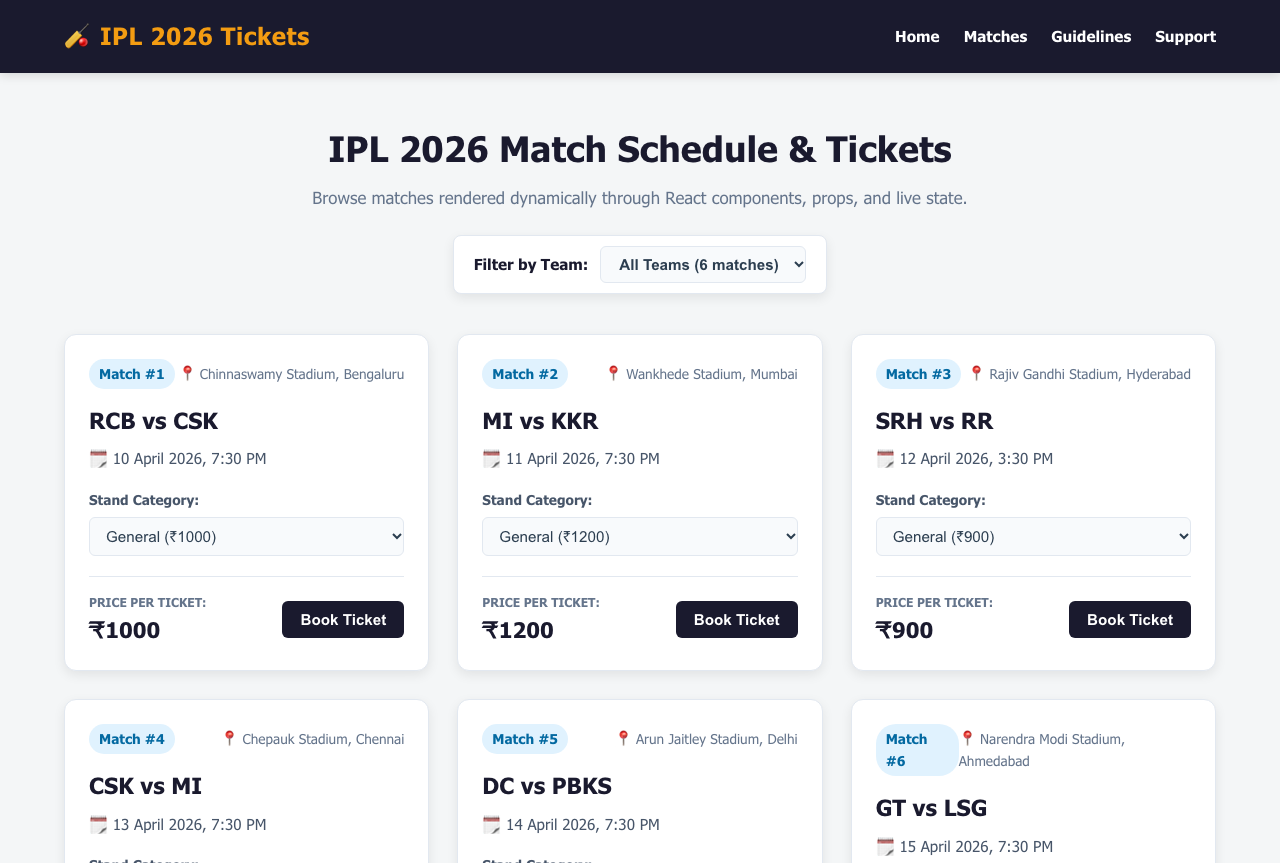 IPL 2026 Tickets
Home Matches Guidelines Support
IPL 2026 Match Schedule & Tickets
Browse matches rendered dynamically through React components, props, and live state.
Filter by Team: All Teams (6 matches)
Match #1 Chinnaswamy Stadium, Bengaluru
RCB vs CSK
10 April 2026, 7:30 PM
Stand Category:
General (₹1000)
PRICE PER TICKET:
₹1000
Book Ticket
Match #2 Wankhede Stadium, Mumbai
MI vs KKR
11 April 2026, 7:30 PM
Stand Category:
General (₹1200)
PRICE PER TICKET:
₹1200
Book Ticket
Match #3 Rajiv Gandhi Stadium, Hyderabad
SRH vs RR
12 April 2026, 3:30 PM
Stand Category:
General (₹900)
PRICE PER TICKET:
₹900
Book Ticket
Match #4 Chepauk Stadium, Chennai
CSK vs MI
13 April 2026, 7:30 PM
Match #5 Arun Jaitley Stadium, Delhi
DC vs PBKS
14 April 2026, 7:30 PM
Match
#6
Narendra Modi Stadium,
Ahmedabad
GT vs LSG
15 April 2026, 7:30 PM